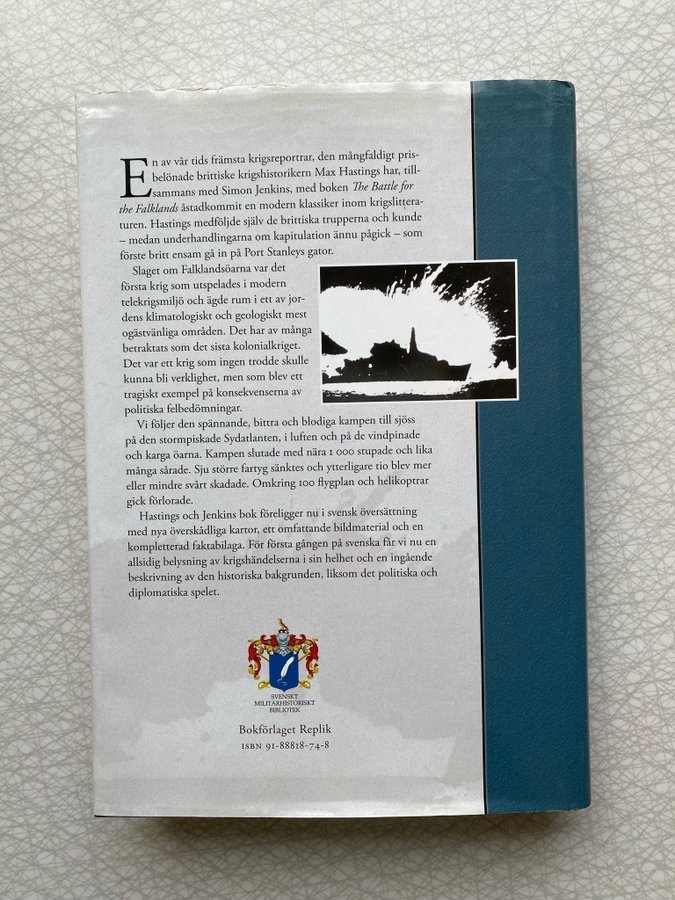 En av vår tids främsta krigsreportrar, den mångfaldigt pris-
belönade brittiske krigshistorikern Max Hastings har, till-
sammans med Simon Jenkins, med boken The Battle for
the Falklands åstadkommit en modern klassiker inom krigslittera-
turen. Hastings medföljde själv de brittiska trupperna och kunde
– medan underhandlingarna om kapitulation ännu pågick – som
förste britt ensam gå in på Port Stanleys gator.
Slaget om Falklandsöarna var det
första krig som utspelades i modern
telekrigsmiljö och ägde rum i ett av jor-
dens klimatologiskt och geologiskt mest
ogästvänliga områden. Det har av många
betraktats som det sista kolonialkriget.
Det var ett krig som ingen trodde skulle
kunna bli verklighet, men som blev ett
tragiskt exempel på konsekvenserna av
politiska felbedömningar.
Vi följer den spännande, bittra och blodiga kampen till sjöss
på den stormpiskade Sydatlanten, i luften och på de vindpinade
och karga öarna. Kampen slutade med nära 1 000 stupade och lika
många sårade. Sju större fartyg sänktes och ytterligare tio blev mer
eller mindre svårt skadade. Omkring 100 flygplan och helikoptrar
gick förlorade.
Hastings och Jenkins bok föreligger nu i svensk översättning
med nya överskådliga kartor, ett omfattande bildmaterial och en
kompletterad faktabilaga. För första gången på svenska får vi nu en
allsidig belysning av krigshändelserna i sin helhet och en ingående
beskrivning av den historiska bakgrunden, liksom det politiska och
diplomatiska spelet.
SVENSKT
MILITÄRHISTORISKT
BIBLIOTEK
Bokförlaget Replik
ISBN 91-88818-74-8